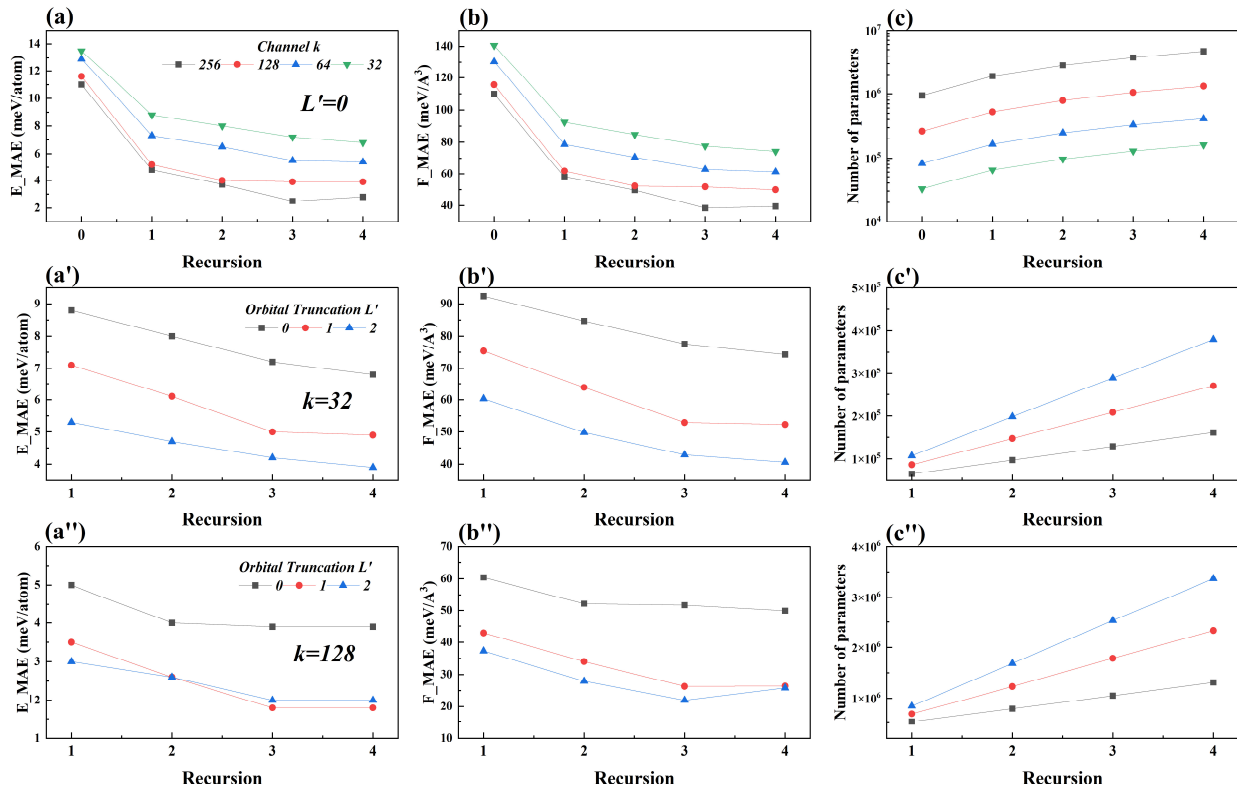 (a)
E_MAE (meV/atom)
14
12
10
8
6
4
2
Channel k
256 128 64 32
L'=0
0 1 2 3 4
Recursion
(b)
F_MAE (meV/A³)
140
120
100
80
60
40
0 1 2 3 4
Recursion
(c)
Number of parameters
10⁷
10⁶
10⁵
10⁴
0 1 2 3 4
Recursion
(a')
E_MAE (meV/atom)
9
8
7
6
5
4
Orbital Truncation L'
0 1 2
k=32
1 2 3 4
Recursion
(b')
F_MAE (meV/A³)
90
80
70
60
150
40
1 2 3 4
Recursion
(c')
Number of parameters
5×10⁵
3×10⁵
2×10⁵
1×10⁵
1 2 3 4
Recursion
(a'')
E_MAE (meV/atom)
6
5
4
3
2
1
Orbital Truncation L'
0 1 2
k=128
1 2 3 4
Recursion
(b'')
F_MAE (meV/A³)
70
60
50
40
30
20
10
1 2 3 4
Recursion
(c'')
Number of parameters
4×10⁶
3×10⁶
2×10⁶
1×10⁶
1 2 3 4
Recursion